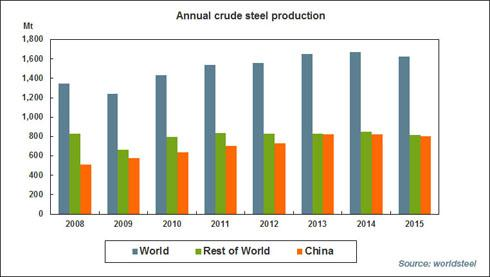 Annual crude steel production
Mt
1,800
1,600
1,400
1,200
1,000
800
600
400
200
0
2008 2009 2010 2011 2012 2013 2014 2015
World Rest of World China
Source: worldsteel